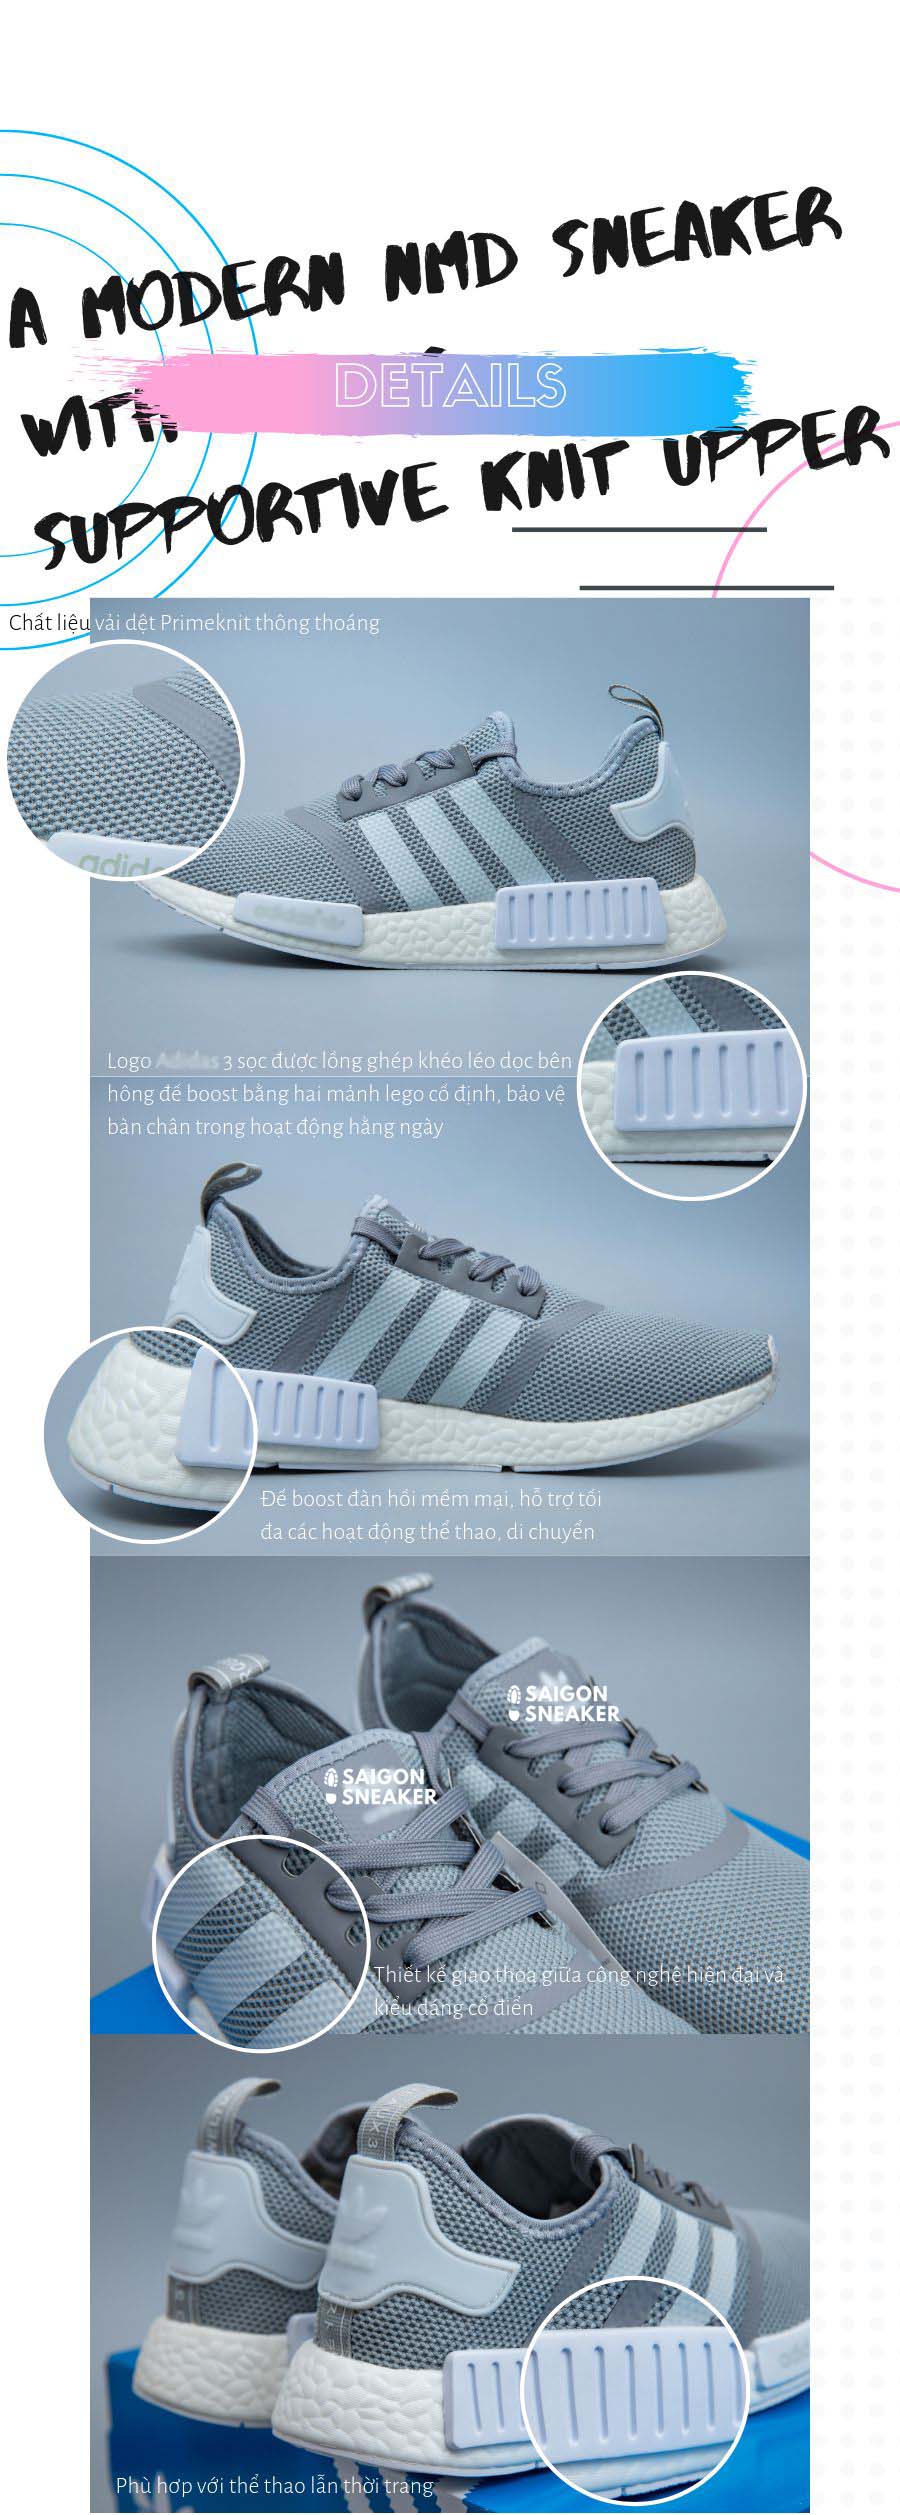 A MODERN NMD SNEAKER
DETAILS
WITH
SUPPORTIVE KNIT UPPER
Chất liệu vải dệt Primeknit thông thoáng
adidas
Logo Adidas 3 sọc được lồng ghép khéo léo dọc bên
hông đế boost bằng hai mảnh lego cố định, bảo vệ
bàn chân trong hoạt động hằng ngày
Đế boost đàn hồi mềm mại, hỗ trợ tối
đa các hoạt động thể thao, di chuyển
SAIGON
SNEAKER
SAIGON
SNEAKER
Thiết kế giao thoa giữa công nghệ hiện đại và
kiểu dáng cổ điển
Phù hơp với thể thao lẫn thời trang